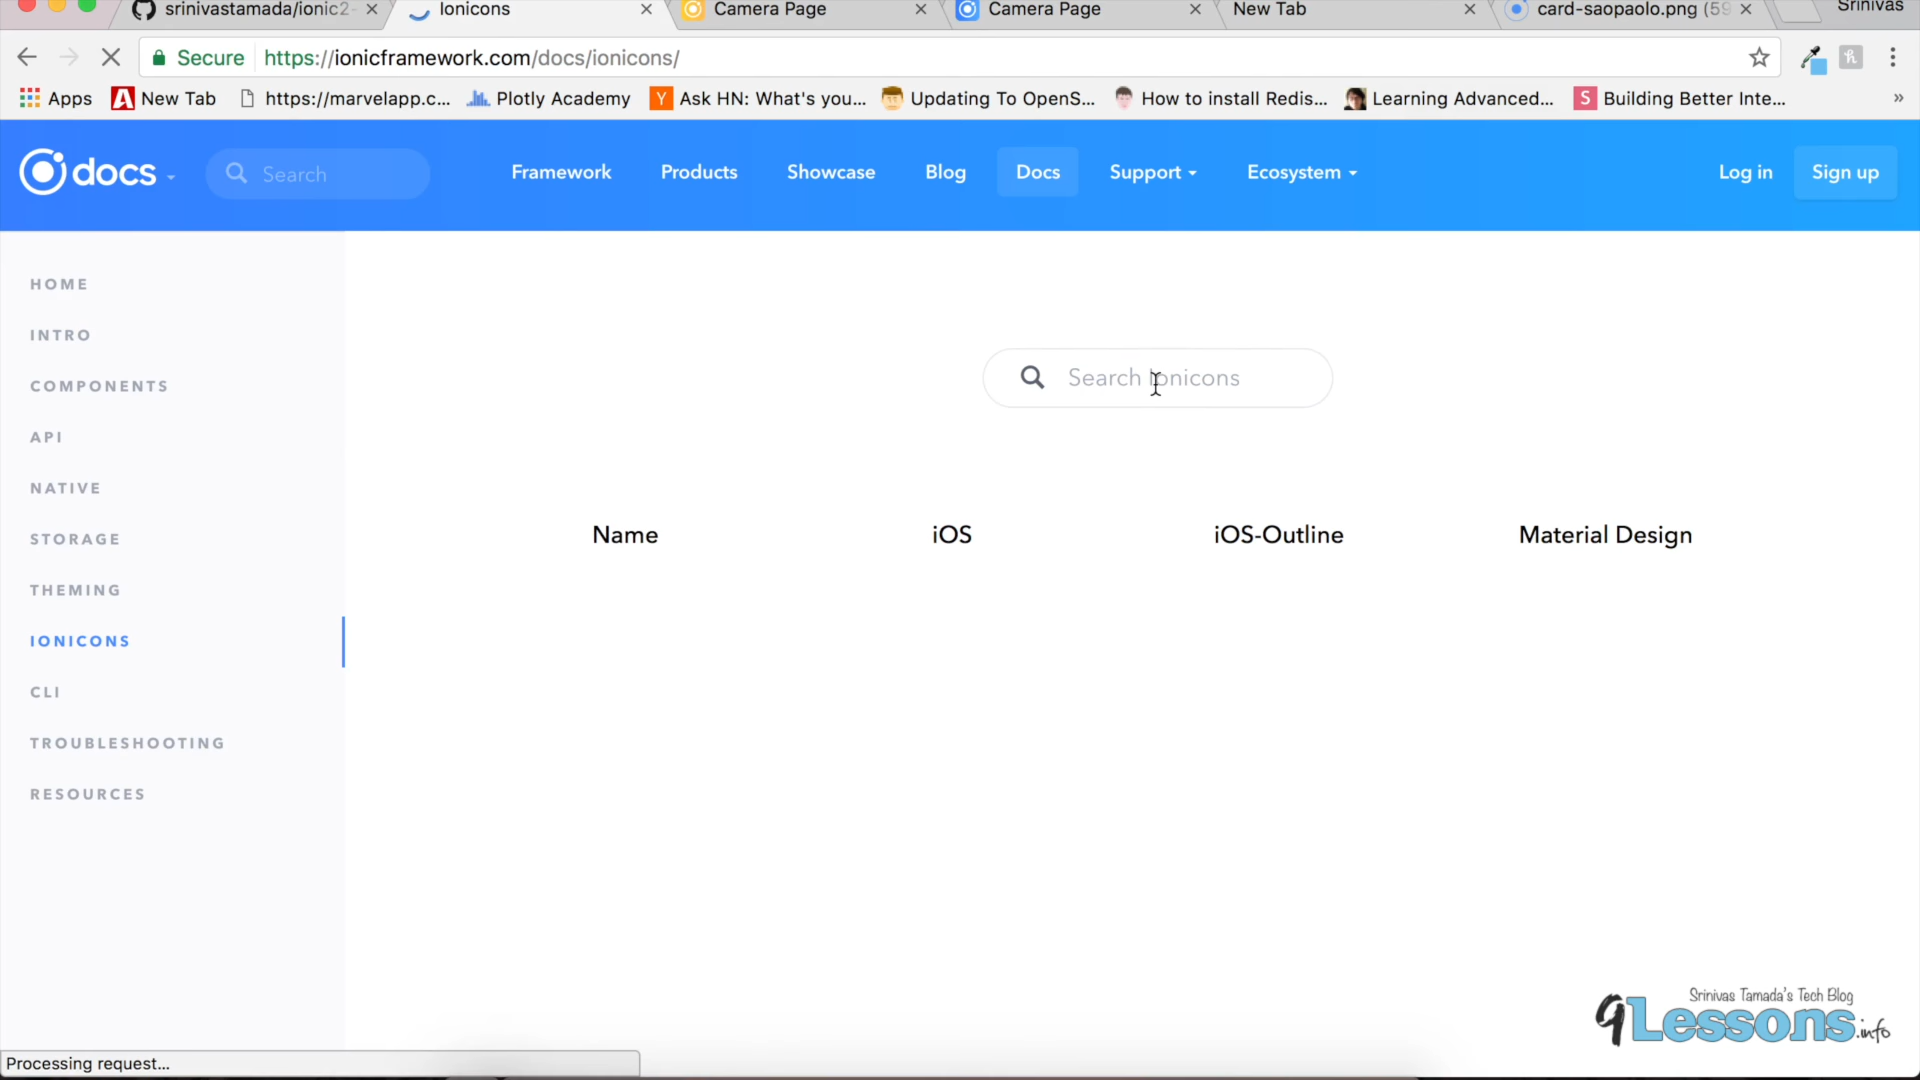 srinivastamada/ionic2-
Ionicons
Camera Page
Camera Page
New Tab
card-saopaolo.png (59
Srinivas
Secure https://ionicframework.com/docs/ionicons/
Apps
New Tab
https://marvelapp.c...
Plotly Academy
Ask HN: What's you...
Updating To OpenS...
How to install Redis...
Learning Advanced...
Building Better Inte...
»
docs
Search
Framework
Products
Showcase
Blog
Docs
Support
Ecosystem
Log in
Sign up
HOME
INTRO
COMPONENTS
API
NATIVE
STORAGE
THEMING
IONICONS
CLI
TROUBLESHOOTING
RESOURCES
Search Ionicons
Name
iOS
iOS-Outline
Material Design
Srinivas Tamada's Tech Blog
9Lessons.info
Processing request...